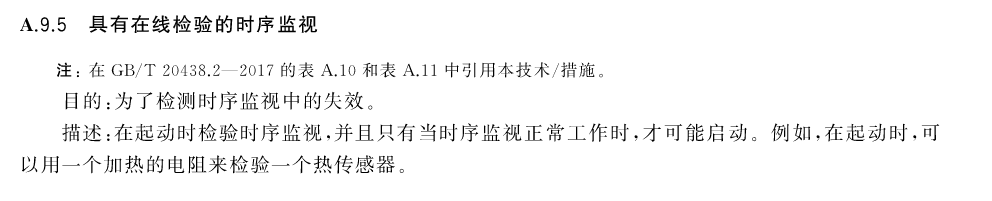 A.9.5 具有在线检验的时序监视
注：在 GB/T 20438.2—2017 的表 A.10 和表 A.11 中引用本技术/措施。
目的：为了检测时序监视中的失效。
描述：在起动时检验时序监视，并且只有当时序监视正常工作时，才可能启动。例如，在起动时，可
以用一个加热的电阻来检验一个热传感器。